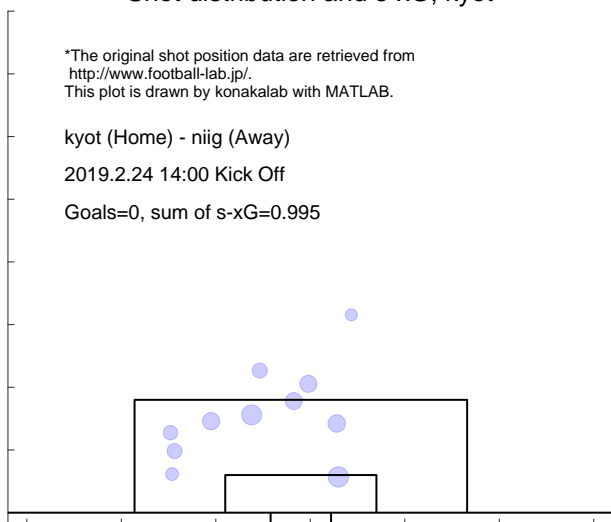 *The original shot position data are retrieved from
http://www.football-lab.jp/.
This plot is drawn by konakalab with MATLAB.
kyot (Home) - niig (Away)
2019.2.24 14:00 Kick Off
Goals=0, sum of s-xG=0.995